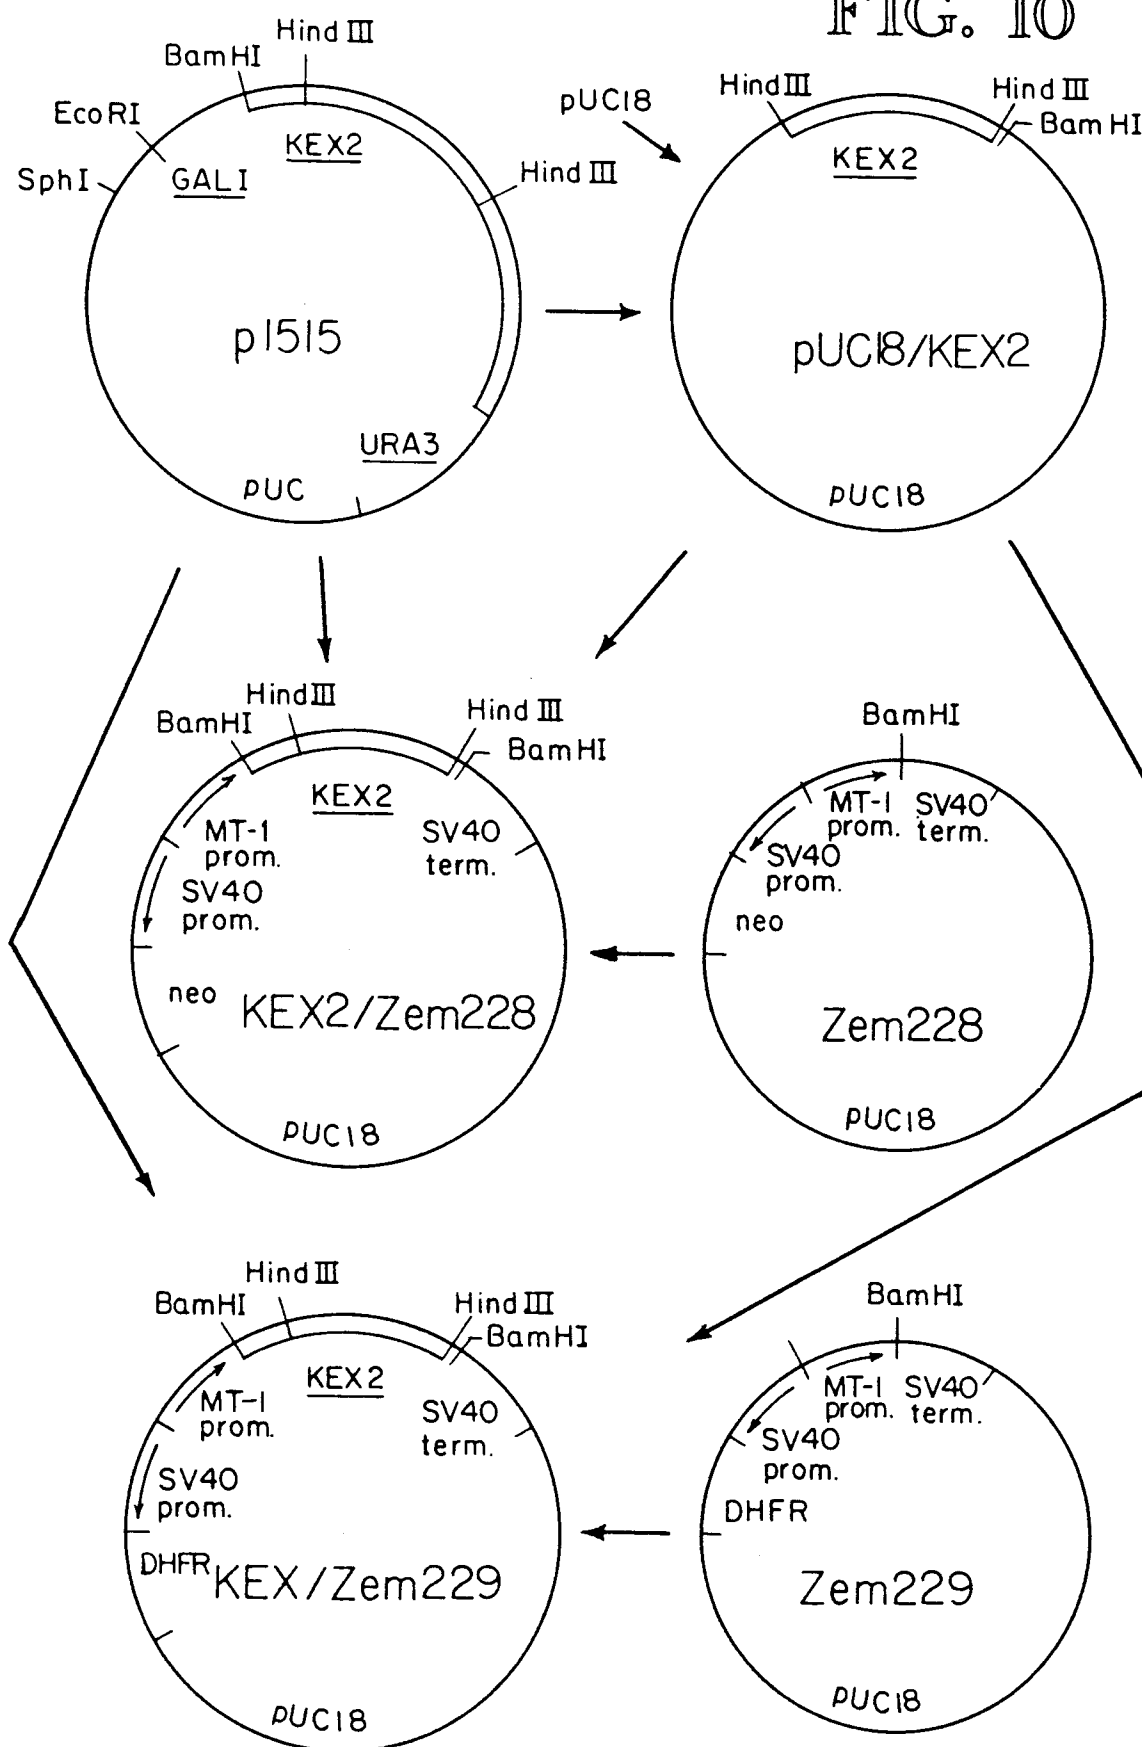 FIG. 10
Hind III
BamHI
EcoRI
SphI
GAL1
KEX2
Hind III
p1515
URA3
pUC
pUC18
Hind III
Hind III
BamHI
KEX2
pUC18/KEX2
pUC18
Hind III
BamHI
Hind III
BamHI
KEX2
MT-1
prom.
SV40
prom.
SV40
term.
neo
KEX2/Zem228
pUC18
BamHI
MT-1
prom.
SV40
term.
SV40
prom.
neo
Zem228
pUC18
Hind III
BamHI
Hind III
BamHI
KEX2
MT-1
prom.
SV40
prom.
SV40
term.
DHFR
KEX/Zem229
pUC18
BamHI
MT-1
prom.
SV40
term.
SV40
prom.
DHFR
Zem229
pUC18